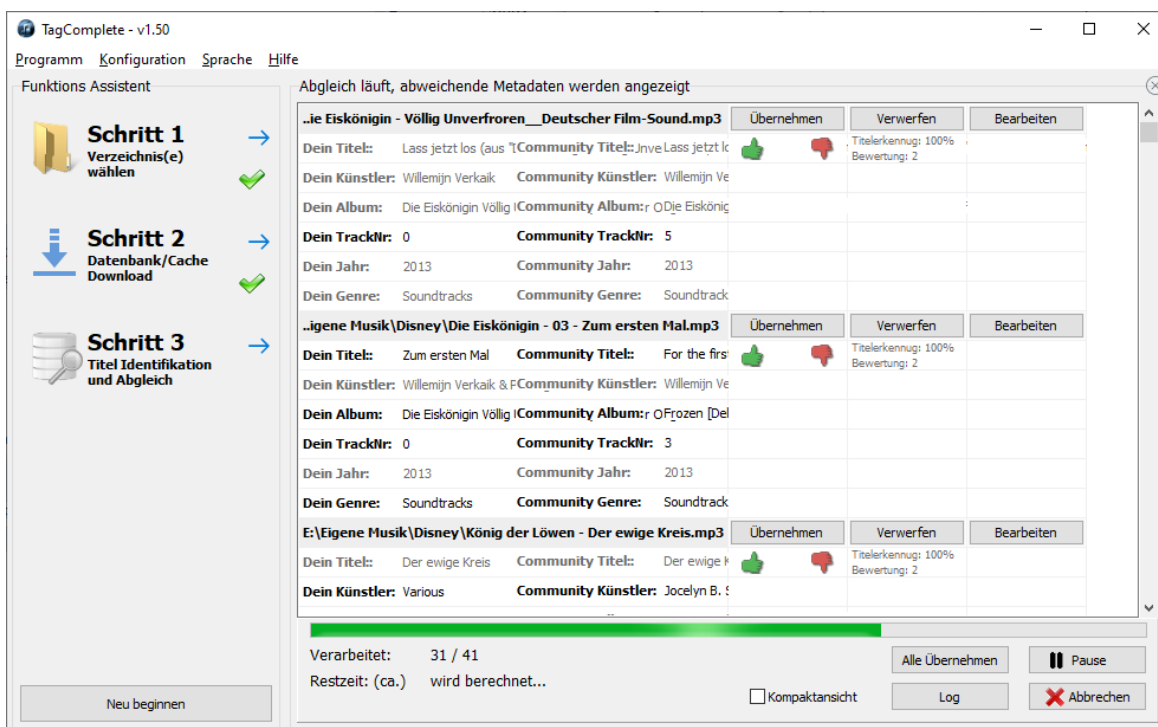 TagComplete - v1.50
Programm Konfiguration Sprache Hilfe
Funktions Assistent
Schritt 1
Verzeichnis(e)
wählen
Schritt 2
Datenbank/Cache
Download
Schritt 3
Titel Identifikation
und Abgleich
Neu beginnen
Abgleich läuft, abweichende Metadaten werden angezeigt
..ie Eiskönigin - Völlig Unverfroren__Deutscher Film-Sound.mp3 Übernehmen Verwerfen Bearbeiten
Dein Titel:: Lass jetzt los (aus "D Community Titel:: Lass jetzt lo Titelerkennug: 100%
Bewertung: 2
Dein Künstler: Willemijn Verkaik Community Künstler: Willemijn Ve
Dein Album: Die Eiskönigin Völlig Community Album: Die Eiskönig
Dein TrackNr: 0 Community TrackNr: 5
Dein Jahr: 2013 Community Jahr: 2013
Dein Genre: Soundtracks Community Genre: Soundtrack
..igene Musik\Disney\Die Eiskönigin - 03 - Zum ersten Mal.mp3 Übernehmen Verwerfen Bearbeiten
Dein Titel:: Zum ersten Mal Community Titel:: For the firs Titelerkennug: 100%
Bewertung: 2
Dein Künstler: Willemijn Verkaik & P Community Künstler: Willemijn Ve
Dein Album: Die Eiskönigin Völlig Community Album: Frozen [Del
Dein TrackNr: 0 Community TrackNr: 3
Dein Jahr: 2013 Community Jahr: 2013
Dein Genre: Soundtracks Community Genre: Soundtrack
E:\Eigene Musik\Disney\König der Löwen - Der ewige Kreis.mp3 Übernehmen Verwerfen Bearbeiten
Dein Titel:: Der ewige Kreis Community Titel:: Der ewige K Titelerkennug: 100%
Bewertung: 2
Dein Künstler: Various Community Künstler: Jocelyn B. S
Verarbeitet: 31 / 41
Restzeit: (ca.) wird berechnet...
Alle Übernehmen Pause
Kompaktansicht Log Abbrechen